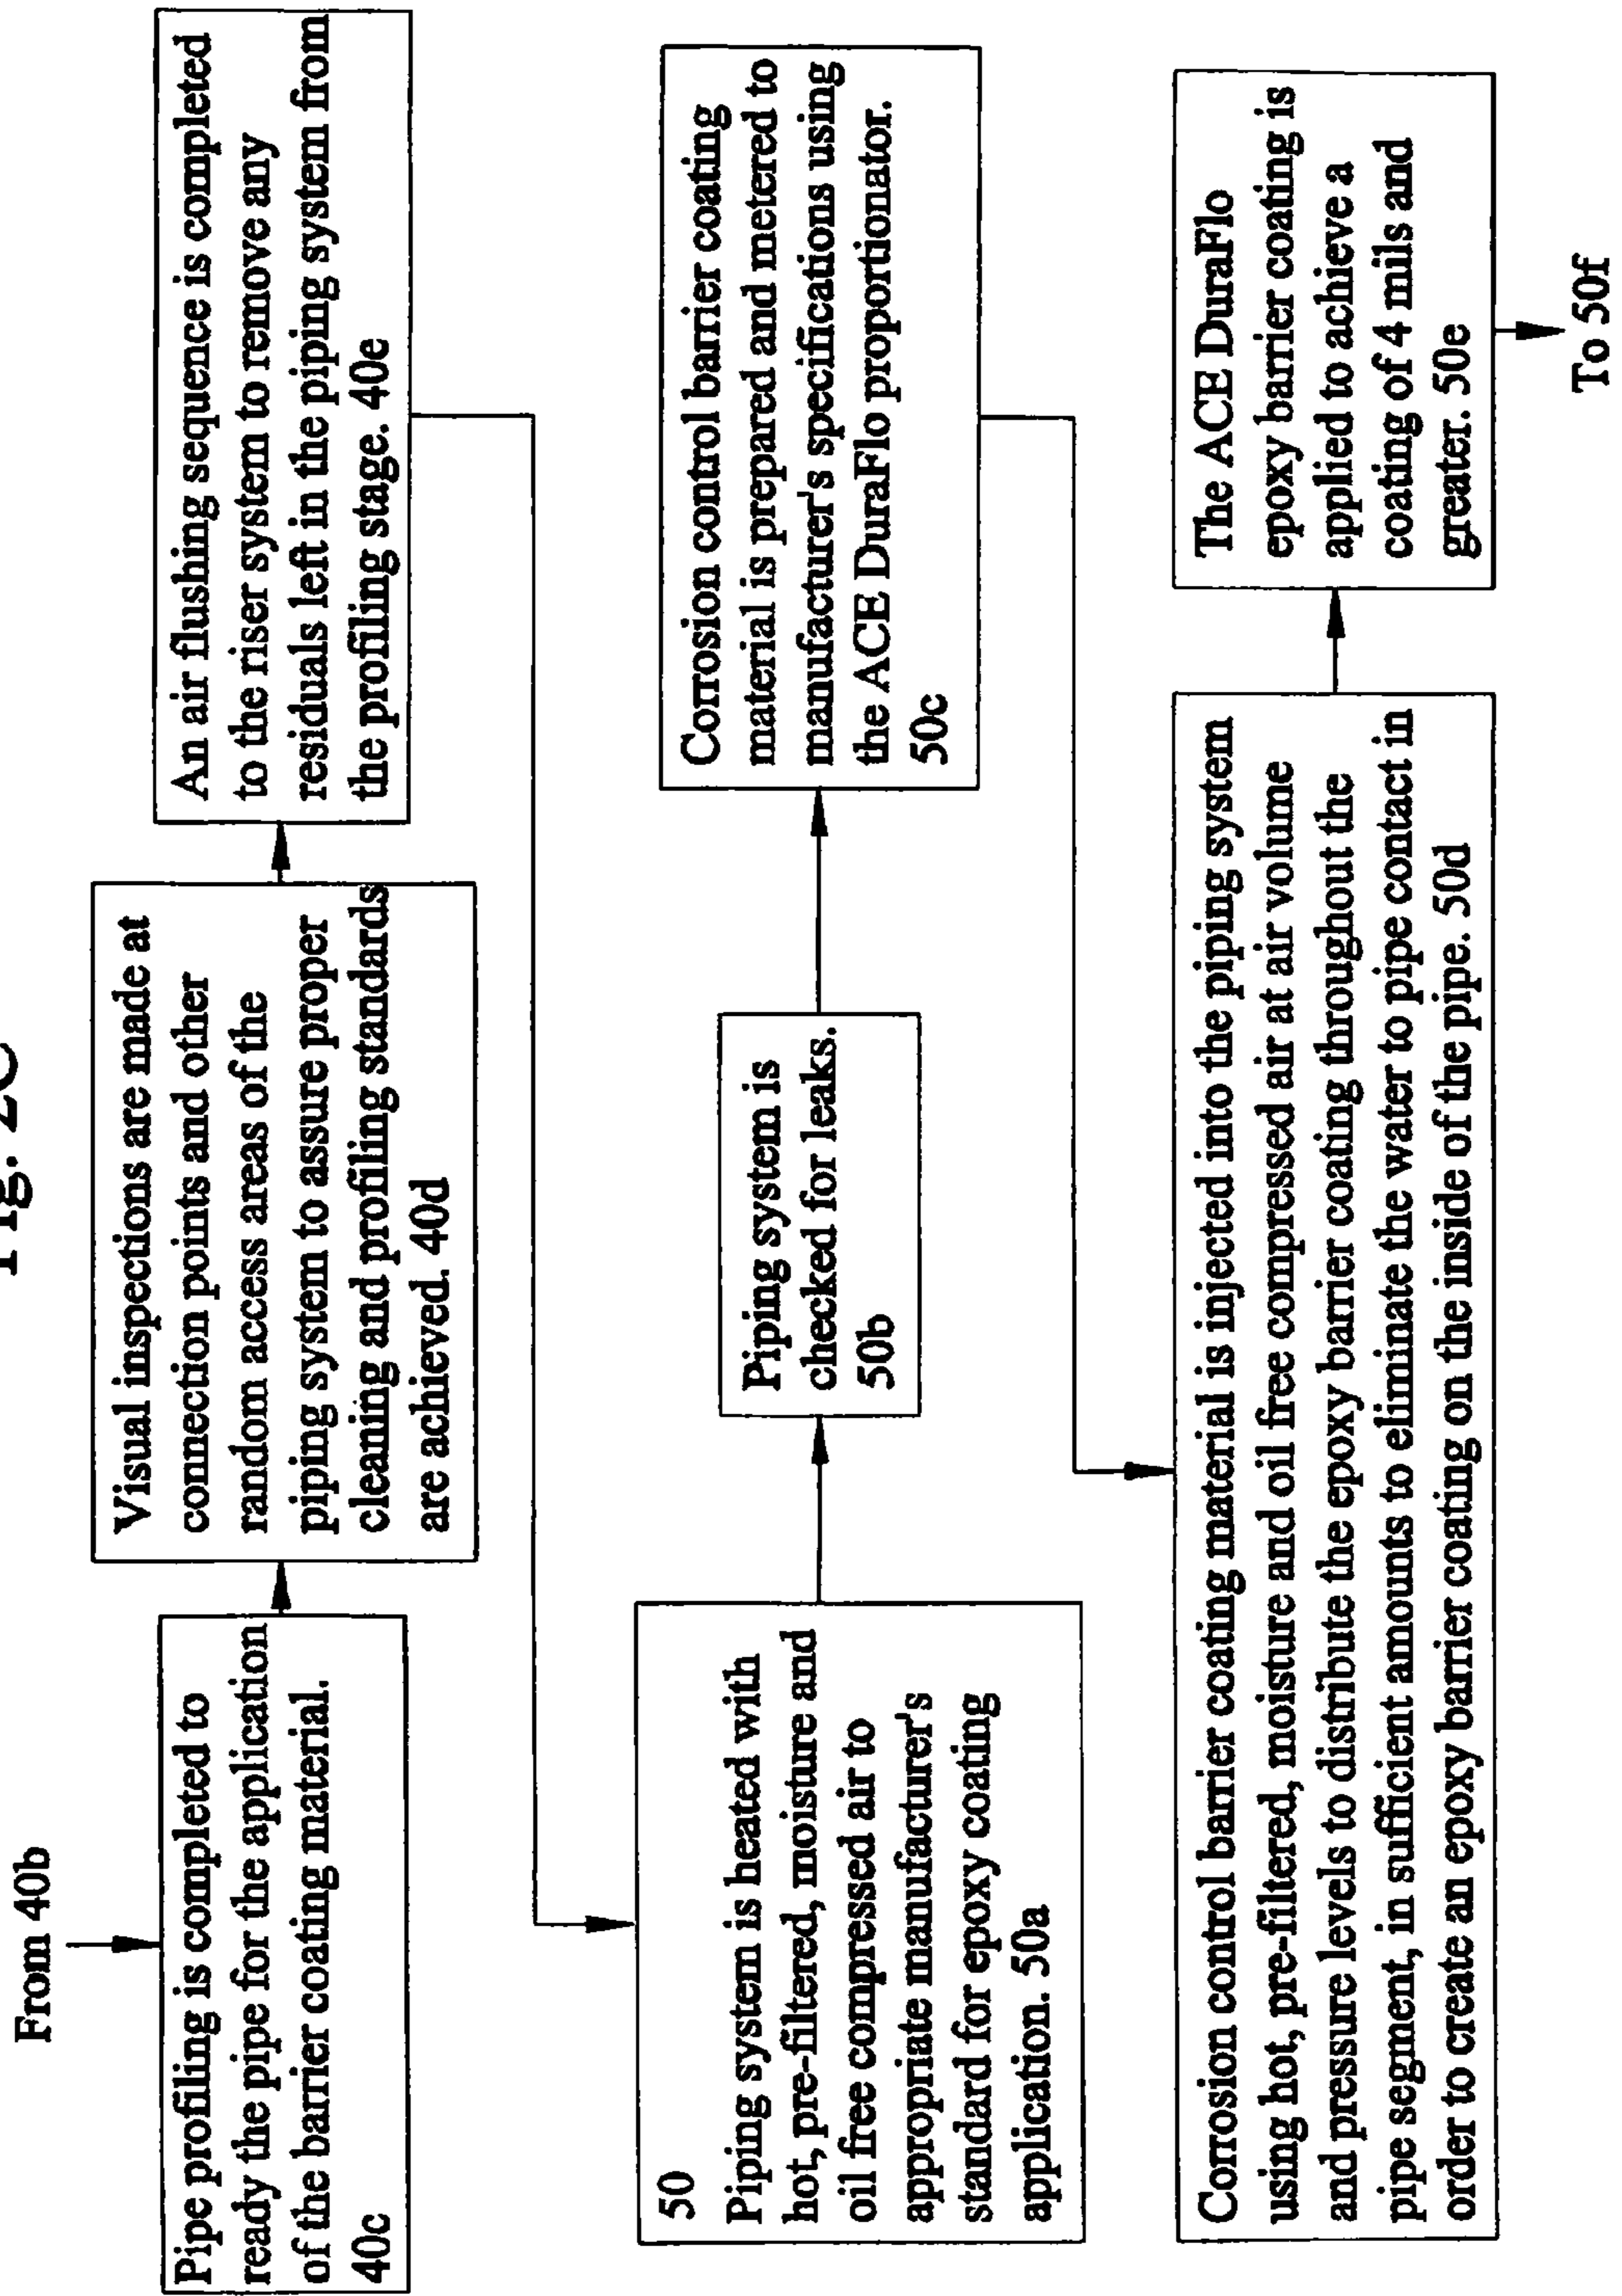 Fig. 2C
From 40b
Pipe profiling is completed to
ready the pipe for the application
of the barrier coating material.
40c
Visual inspections are made at
connection points and other
random access areas of the
piping system to assure proper
cleaning and profiling standards
are achieved. 40d
An air flushing sequence is completed
to the riser system to remove any
residuals left in the piping system from
the profiling stage. 40e
50
Piping system is heated with
hot, pre-filtered, moisture and
oil free compressed air to
appropriate manufacturer's
standard for epoxy coating
application. 50a
Piping system is
checked for leaks.
50b
Corrosion control barrier coating
material is prepared and metered to
manufacturer's specifications using
the ACE DuraFlo proportionator.
50c
Corrosion control barrier coating material is injected into the piping system
using hot, pre-filtered, moisture and oil free compressed air at air volume
and pressure levels to distribute the epoxy barrier coating throughout the
pipe segment, in sufficient amounts to eliminate the water to pipe contact in
order to create an epoxy barrier coating on the inside of the pipe. 50d
The ACE DuraFlo
epoxy barrier coating is
applied to achieve a
coating of 4 mils and
greater. 50e
To 50f